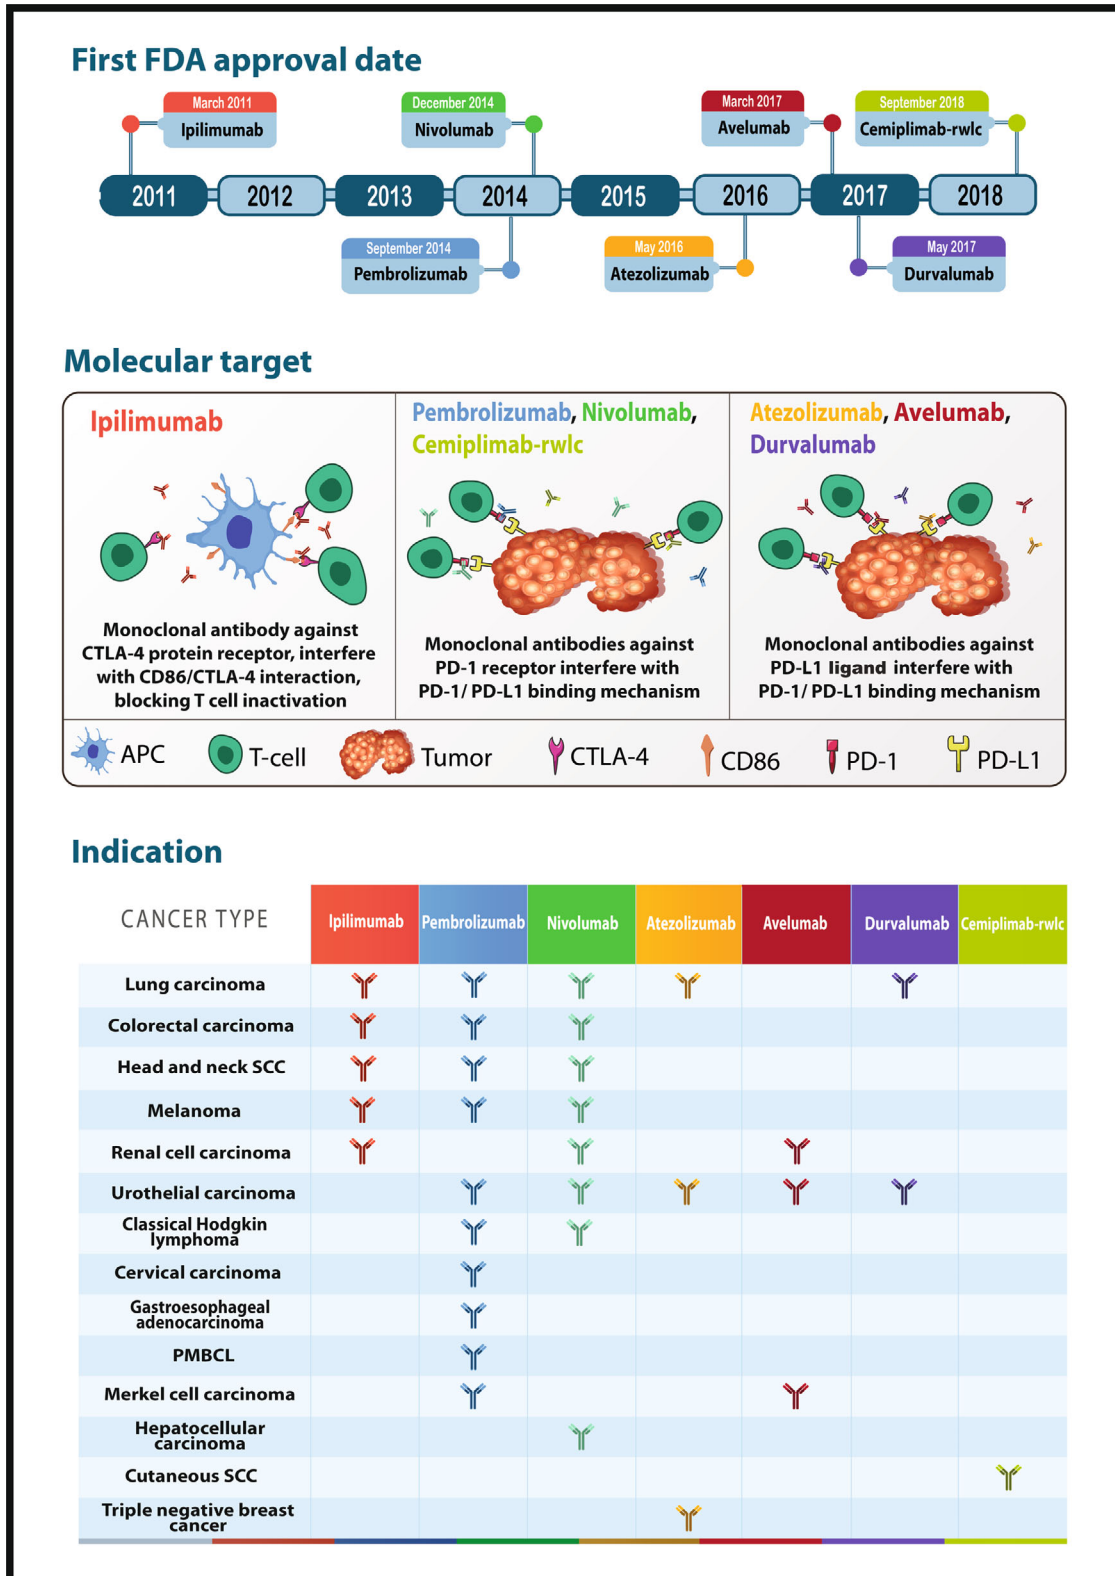 First FDA approval date
March 2011
Ipilimumab
December 2014
Nivolumab
March 2017
Avelumab
September 2018
Cemiplimab-rwlc
2011
2012
2013
2014
2015
2016
2017
2018
September 2014
Pembrolizumab
May 2016
Atezolizumab
May 2017
Durvalumab
Molecular target
Ipilimumab
Monoclonal antibody against
CTLA-4 protein receptor, interfere
with CD86/CTLA-4 interaction,
blocking T cell inactivation
Pembrolizumab, Nivolumab,
Cemiplimab-rwlc
Monoclonal antibodies against
PD-1 receptor interfere with
PD-1/ PD-L1 binding mechanism
Atezolizumab, Avelumab,
Durvalumab
Monoclonal antibodies against
PD-L1 ligand interfere with
PD-1/ PD-L1 binding mechanism
APC
T-cell
Tumor
CTLA-4
CD86
PD-1
PD-L1
Indication
CANCER TYPE
Ipilimumab
Pembrolizumab
Nivolumab
Atezolizumab
Avelumab
Durvalumab
Cemiplimab-rwlc
Lung carcinoma
Colorectal carcinoma
Head and neck SCC
Melanoma
Renal cell carcinoma
Urothelial carcinoma
Classical Hodgkin
lymphoma
Cervical carcinoma
Gastroesophageal
adenocarcinoma
PMBCL
Merkel cell carcinoma
Hepatocellular
carcinoma
Cutaneous SCC
Triple negative breast
cancer